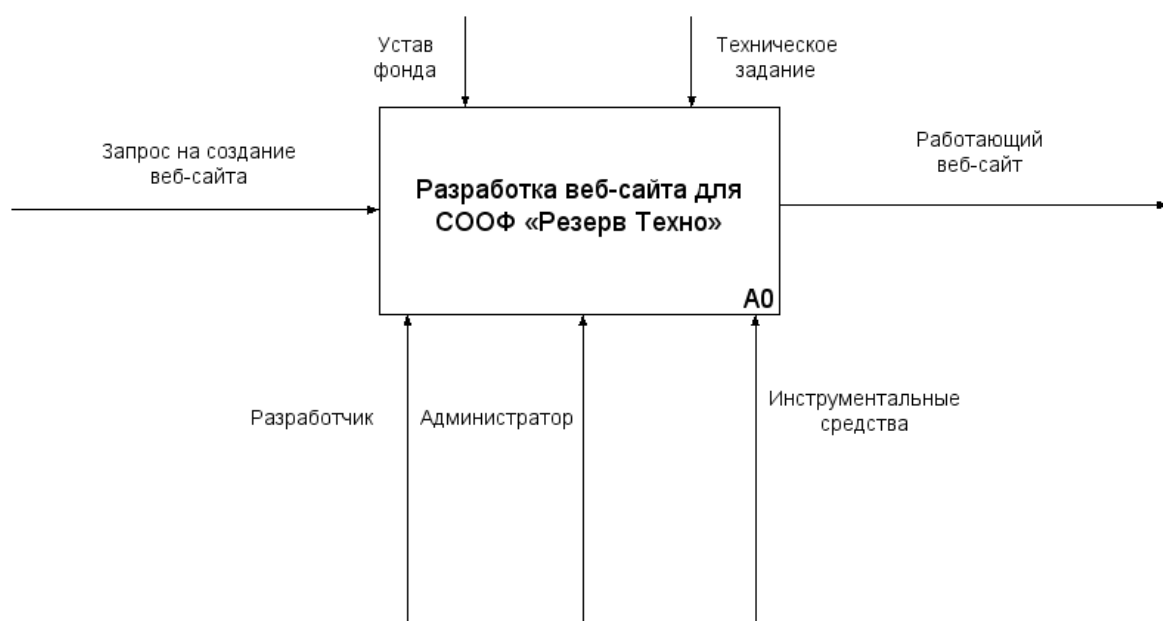 Устав
фонда
Техническое
задание
Запрос на создание
веб-сайта
Работающий
веб-сайт
Разработка веб-сайта для
СООФ «Резерв Техно»
А0
Разработчик
Администратор
Инструментальные
средства